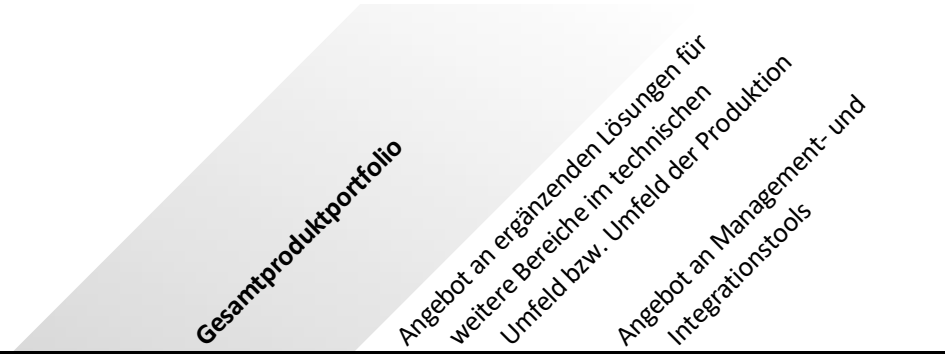 Gesamtproduktportfolio
Angebot an ergänzenden Lösungen für
weitere Bereiche im technischen
Umfeld bzw. Umfeld der Produktion
Angebot an Management- und
Integrationstools